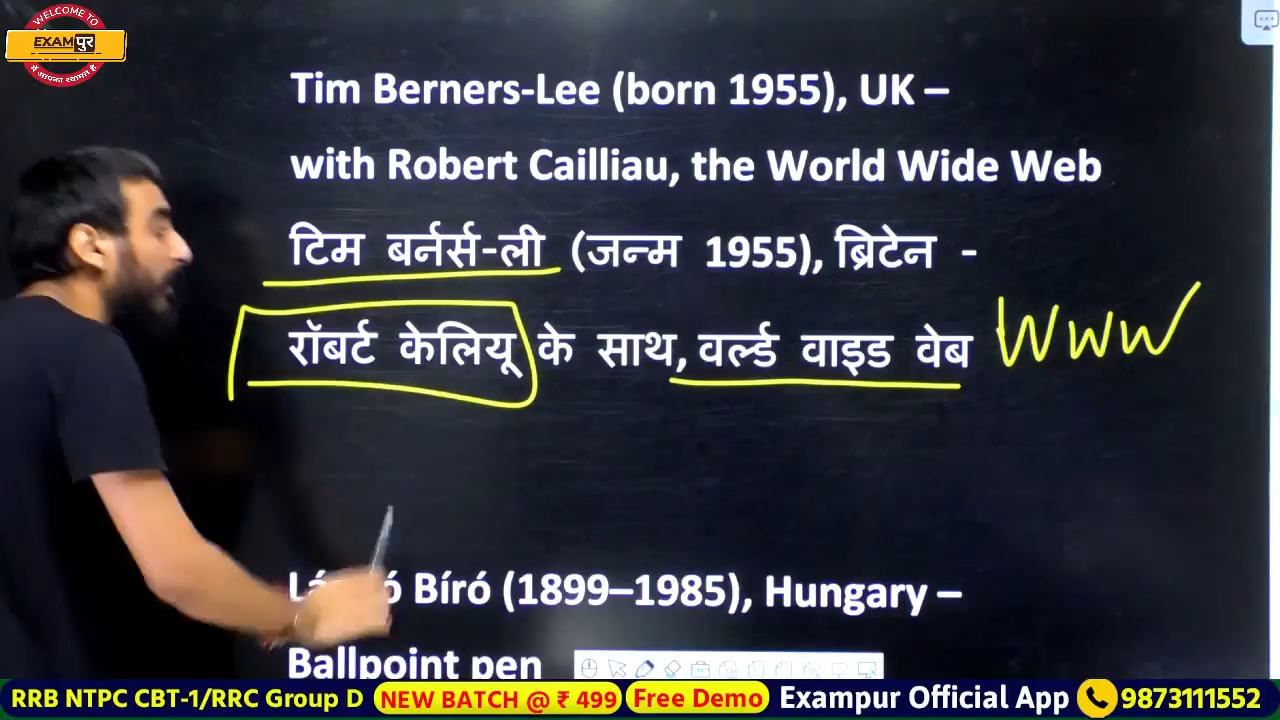 WELCOME TO
EXAMपुर
में आपका स्वागत है
Tim Berners-Lee (born 1955), UK –
with Robert Cailliau, the World Wide Web
टिम बर्नर्स-ली (जन्म 1955), ब्रिटेन -
रॉबर्ट केलियू के साथ, वर्ल्ड वाइड वेब WWW
Bíró (1899–1985), Hungary –
Ballpoint pen
RRB NTPC CBT-1/RRC Group D NEW BATCH @ ₹ 499 Free Demo Exampur Official App 9873111552